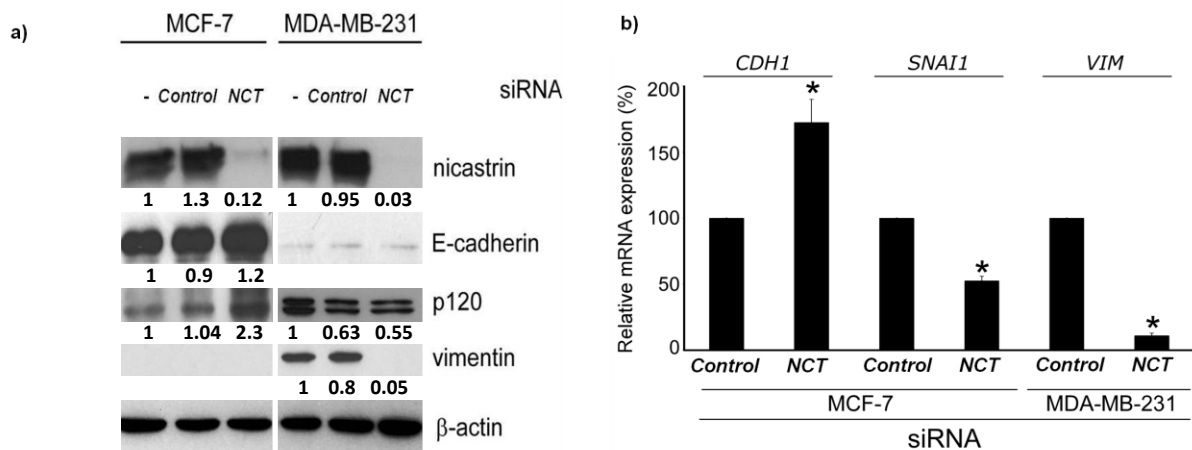 a)
MCF-7 MDA-MB-231
- Control NCT - Control NCT siRNA
nicastrin
1 1.3 0.12 1 0.95 0.03
E-cadherin
1 0.9 1.2
p120
1 1.04 2.3 1 0.63 0.55
vimentin
1 0.8 0.05
β-actin
b)
CDH1 SNAI1 VIM
Relative mRNA expression (%)
200
150
100
50
0
* * *
Control NCT Control NCT Control NCT
MCF-7 MDA-MB-231
siRNA